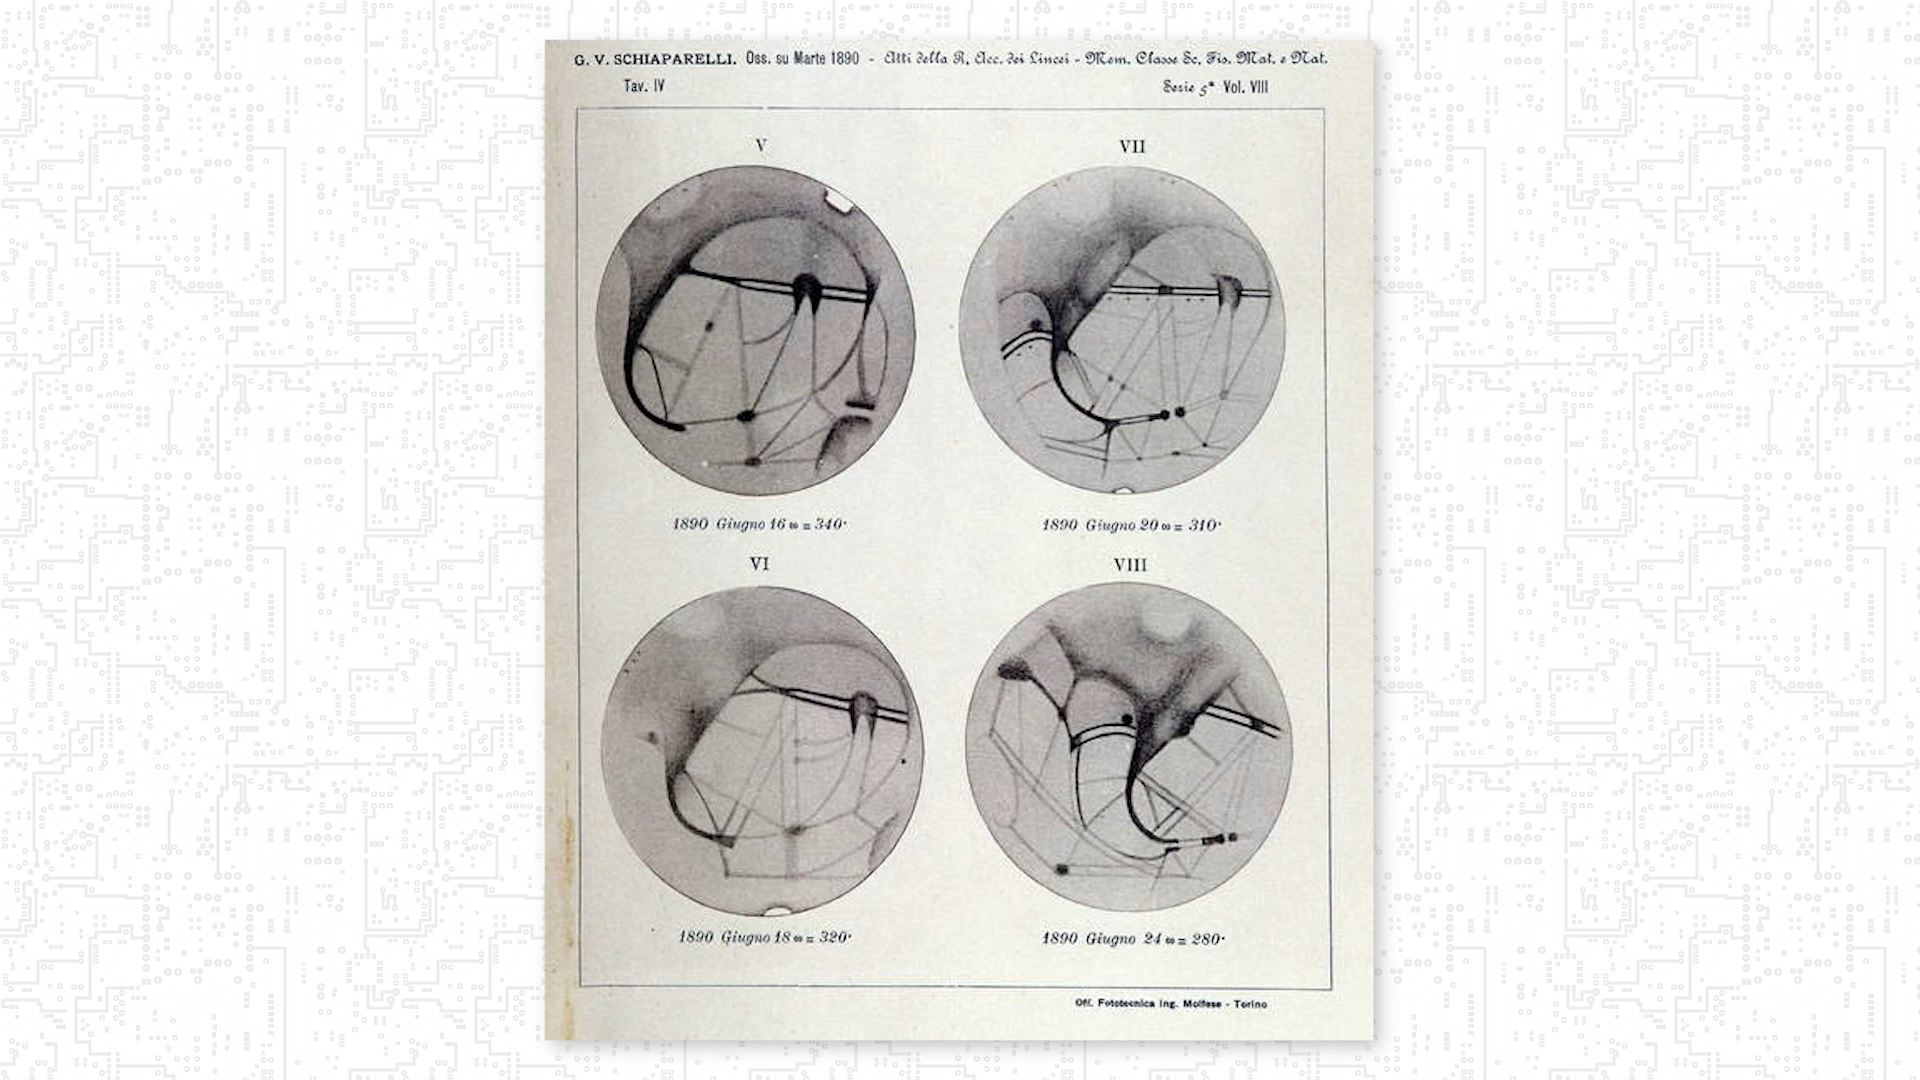 G. V. SCHIAPARELLI. Oss. su Marte 1890 - Atti della R. Acc. dei Lincei - Mem. Classe Sc. Fis. Mat. e Nat.
Tav. IV Serie 5ª Vol. VIII
V VII
1890 Giugno 16 ω = 340° 1890 Giugno 20 ω = 310°
VI VIII
1890 Giugno 18 ω = 320° 1890 Giugno 24 ω = 280°
Off. Fototecnica Ing. Molfese - Torino